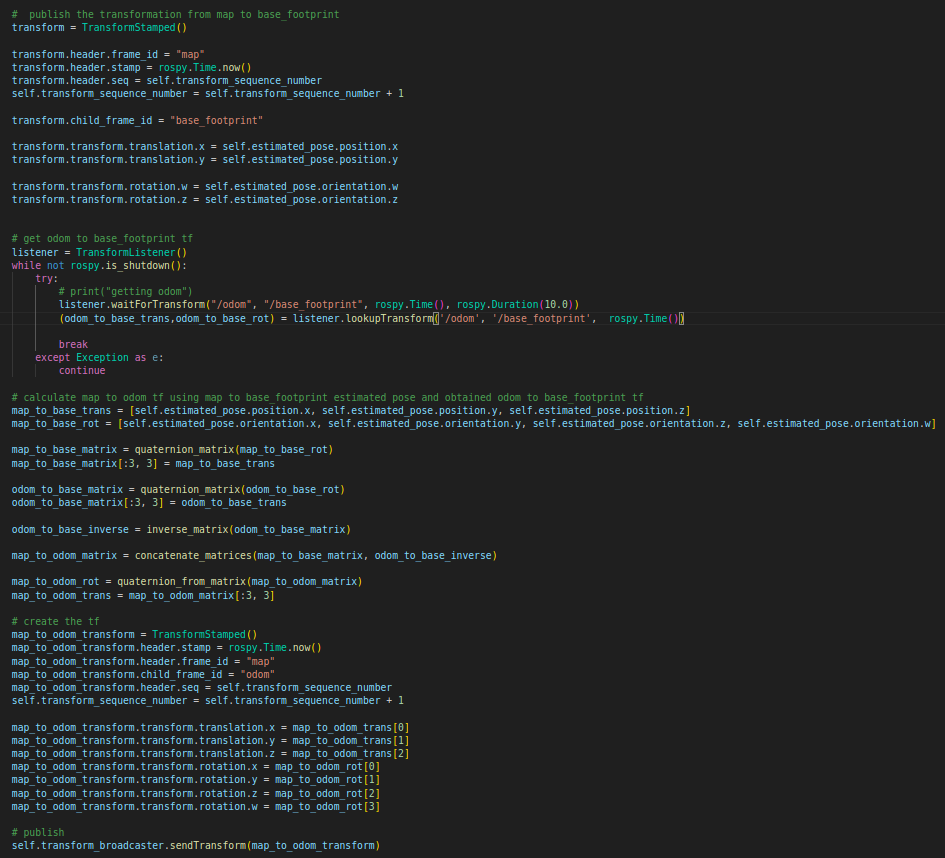 #  publish the transformation from map to base_footprint
transform = TransformStamped()

transform.header.frame_id = "map"
transform.header.stamp = rospy.Time.now()
transform.header.seq = self.transform_sequence_number
self.transform_sequence_number = self.transform_sequence_number + 1

transform.child_frame_id = "base_footprint"

transform.transform.translation.x = self.estimated_pose.position.x
transform.transform.translation.y = self.estimated_pose.position.y

transform.transform.rotation.w = self.estimated_pose.orientation.w
transform.transform.rotation.z = self.estimated_pose.orientation.z


# get odom to base_footprint tf
listener = TransformListener()
while not rospy.is_shutdown():
    try:
        # print("getting odom")
        listener.waitForTransform("/odom", "/base_footprint", rospy.Time(), rospy.Duration(10.0))
        (odom_to_base_trans,odom_to_base_rot) = listener.lookupTransform('/odom', '/base_footprint',  rospy.Time())

        break
    except Exception as e:
        continue

# calculate map to odom tf using map to base_footprint estimated pose and obtained odom to base_footprint tf
map_to_base_trans = [self.estimated_pose.position.x, self.estimated_pose.position.y, self.estimated_pose.position.z]
map_to_base_rot = [self.estimated_pose.orientation.x, self.estimated_pose.orientation.y, self.estimated_pose.orientation.z, self.estimated_pose.orientation.w]

map_to_base_matrix = quaternion_matrix(map_to_base_rot)
map_to_base_matrix[:3, 3] = map_to_base_trans

odom_to_base_matrix = quaternion_matrix(odom_to_base_rot)
odom_to_base_matrix[:3, 3] = odom_to_base_trans

odom_to_base_inverse = inverse_matrix(odom_to_base_matrix)

map_to_odom_matrix = concatenate_matrices(map_to_base_matrix, odom_to_base_inverse)

map_to_odom_rot = quaternion_from_matrix(map_to_odom_matrix)
map_to_odom_trans = map_to_odom_matrix[:3, 3]

# create the tf
map_to_odom_transform = TransformStamped()
map_to_odom_transform.header.stamp = rospy.Time.now()
map_to_odom_transform.header.frame_id = "map"
map_to_odom_transform.child_frame_id = "odom"
map_to_odom_transform.header.seq = self.transform_sequence_number
self.transform_sequence_number = self.transform_sequence_number + 1

map_to_odom_transform.transform.translation.x = map_to_odom_trans[0]
map_to_odom_transform.transform.translation.y = map_to_odom_trans[1]
map_to_odom_transform.transform.translation.z = map_to_odom_trans[2]
map_to_odom_transform.transform.rotation.x = map_to_odom_rot[0]
map_to_odom_transform.transform.rotation.y = map_to_odom_rot[1]
map_to_odom_transform.transform.rotation.z = map_to_odom_rot[2]
map_to_odom_transform.transform.rotation.w = map_to_odom_rot[3]

# publish
self.transform_broadcaster.sendTransform(map_to_odom_transform)